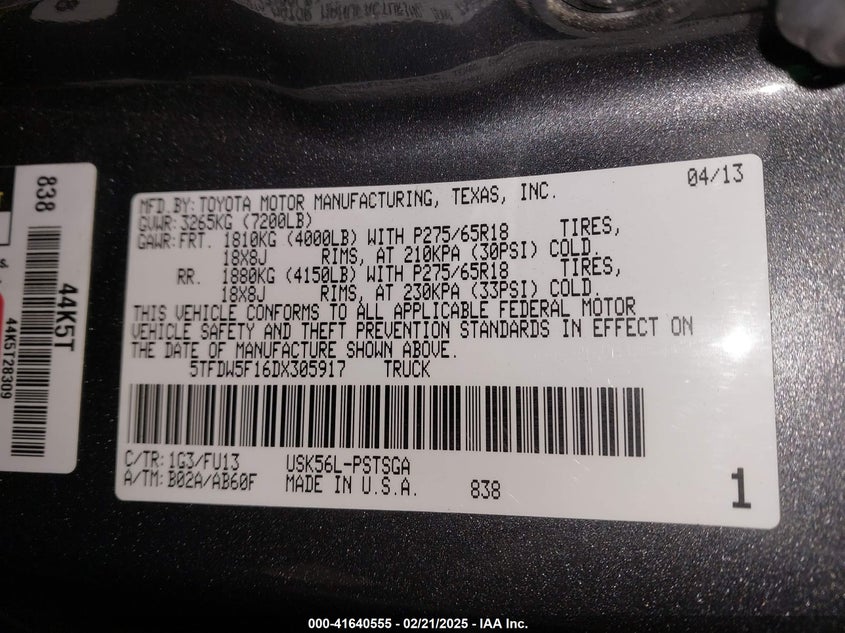 04/13
MFD BY: TOYOTA MOTOR MANUFACTURING, TEXAS, INC.
GVWR: 3265KG (7200LB)
GAWR: FRT. 1810KG (4000LB) WITH P275/65R18 TIRES,
18X8J RIMS, AT 210KPA (30PSI) COLD,
RR. 1880KG (4150LB) WITH P275/65R18 TIRES,
18X8J RIMS, AT 230KPA (33PSI) COLD,
THIS VEHICLE CONFORMS TO ALL APPLICABLE FEDERAL MOTOR
VEHICLE SAFETY AND THEFT PREVENTION STANDARDS IN EFFECT ON
THE DATE OF MANUFACTURE SHOWN ABOVE.
5TFDW5F16DX305917 TRUCK
C/TR: 1G3/FU13 USK56L-PSTSGA
A/TM: B02A/AB60F MADE IN U.S.A. 838 1
838
44K5T
44K5T28309
000-41640555 - 02/21/2025 - IAA Inc.